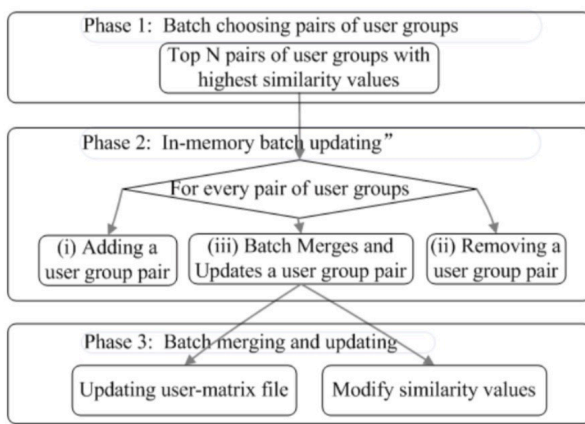 Phase 1: Batch choosing pairs of user groups
Top N pairs of user groups with
highest similarity values
Phase 2: In-memory batch updating”
For every pair of user groups
(i) Adding a
user group pair
(iii) Batch Merges and
Updates a user group pair
(ii) Removing a
user group pair
Phase 3: Batch merging and updating
Updating user-matrix file
Modify similarity values